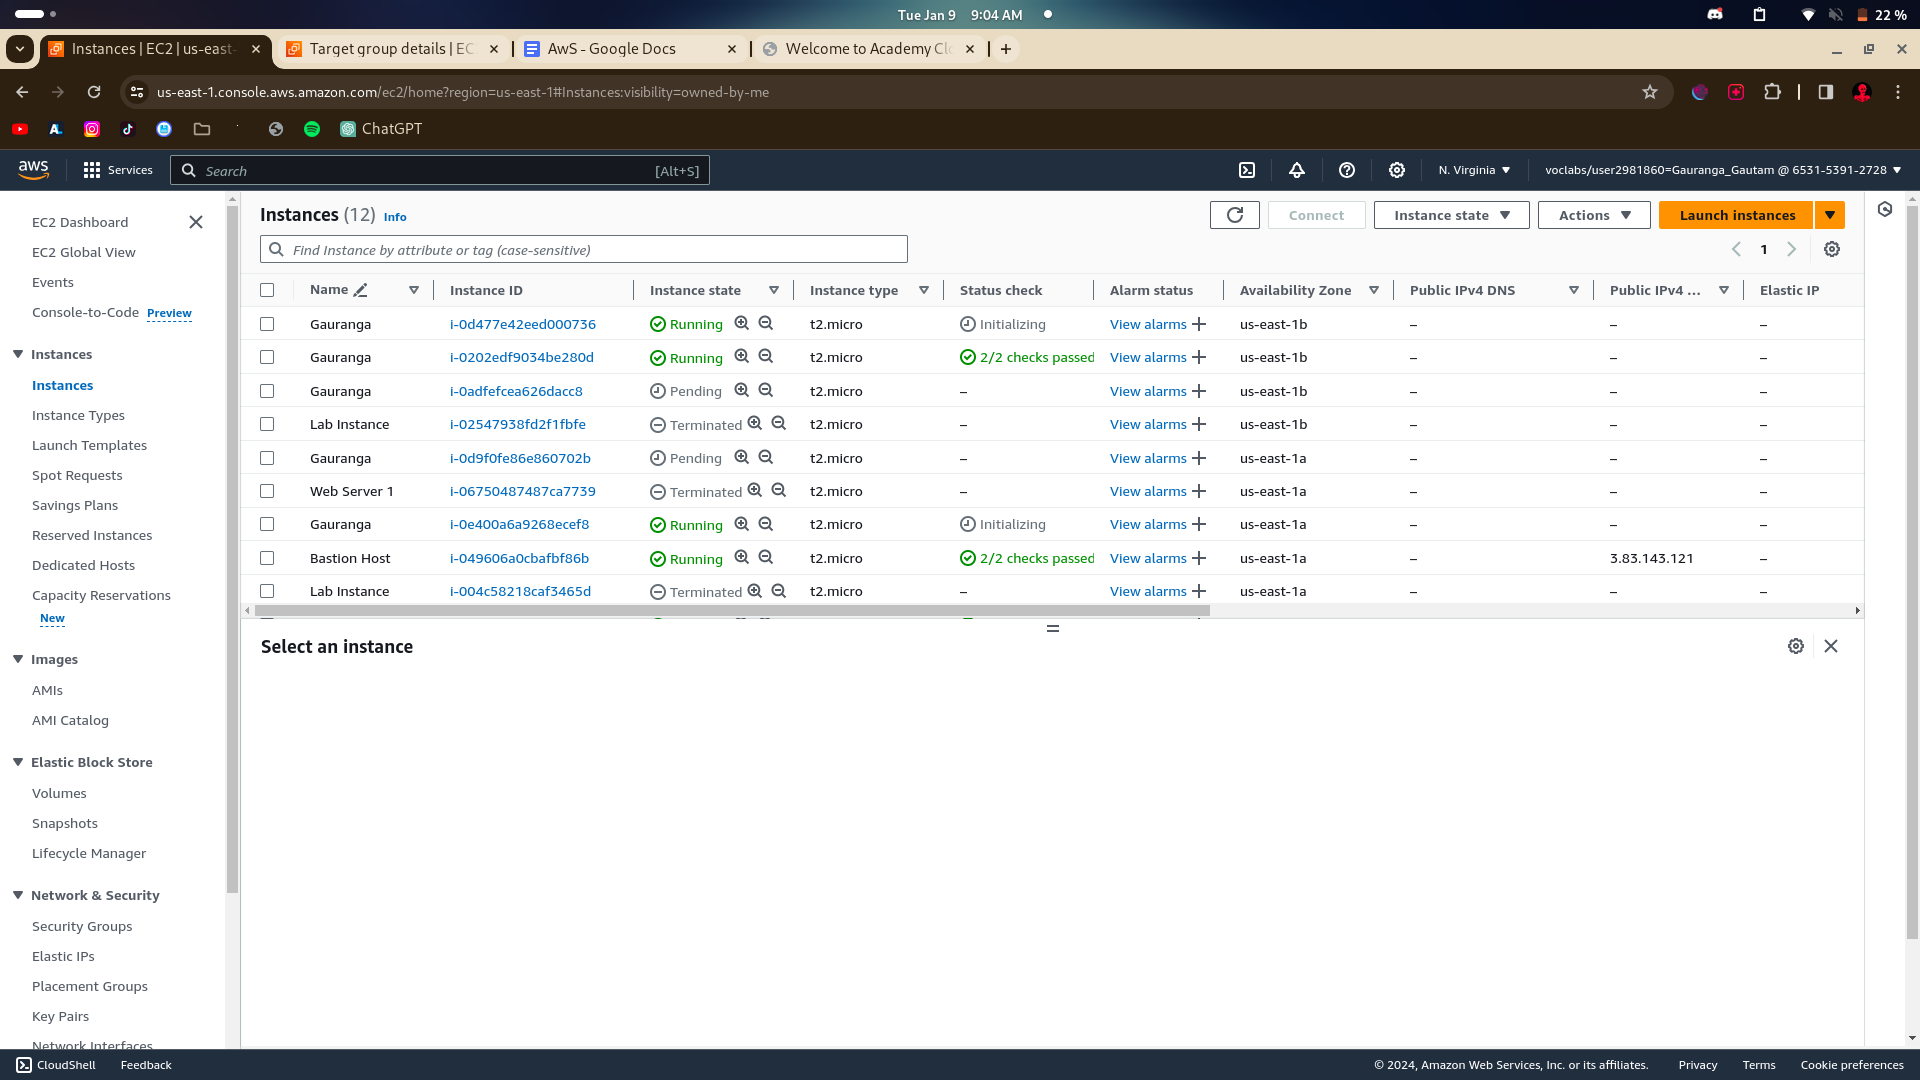 Tue Jan 9 9:04 AM
22 %
Instances | EC2 | us-east-
Target group details | EC
AwS - Google Docs
Welcome to Academy Cl
us-east-1.console.aws.amazon.com/ec2/home?region=us-east-1#Instances:visibility=owned-by-me
ChatGPT
aws
Services
Search
[Alt+S]
N. Virginia
voclabs/user2981860=Gauranga_Gautam @ 6531-5391-2728
EC2 Dashboard
EC2 Global View
Events
Console-to-Code Preview
Instances
Instances
Instance Types
Launch Templates
Spot Requests
Savings Plans
Reserved Instances
Dedicated Hosts
Capacity Reservations
New
Images
AMIs
AMI Catalog
Elastic Block Store
Volumes
Snapshots
Lifecycle Manager
Network & Security
Security Groups
Elastic IPs
Placement Groups
Key Pairs
Network Interfaces
Instances (12) Info
Connect
Instance state
Actions
Launch instances
Find Instance by attribute or tag (case-sensitive)
1
Name Instance ID Instance state Instance type Status check Alarm status Availability Zone Public IPv4 DNS Public IPv4 ... Elastic IP
Gauranga i-0d477e42eed000736 Running t2.micro Initializing View alarms us-east-1b – – –
Gauranga i-0202edf9034be280d Running t2.micro 2/2 checks passed View alarms us-east-1b – – –
Gauranga i-0adfefcea626dacc8 Pending t2.micro – View alarms us-east-1b – – –
Lab Instance i-02547938fd2f1fbfe Terminated t2.micro – View alarms us-east-1b – – –
Gauranga i-0d9f0fe86e860702b Pending t2.micro – View alarms us-east-1a – – –
Web Server 1 i-06750487487ca7739 Terminated t2.micro – View alarms us-east-1a – – –
Gauranga i-0e400a6a9268ecef8 Running t2.micro Initializing View alarms us-east-1a – – –
Bastion Host i-049606a0cbafbf86b Running t2.micro 2/2 checks passed View alarms us-east-1a – 3.83.143.121 –
Lab Instance i-004c58218caf3465d Terminated t2.micro – View alarms us-east-1a – – –
Select an instance
CloudShell
Feedback
© 2024, Amazon Web Services, Inc. or its affiliates.
Privacy
Terms
Cookie preferences